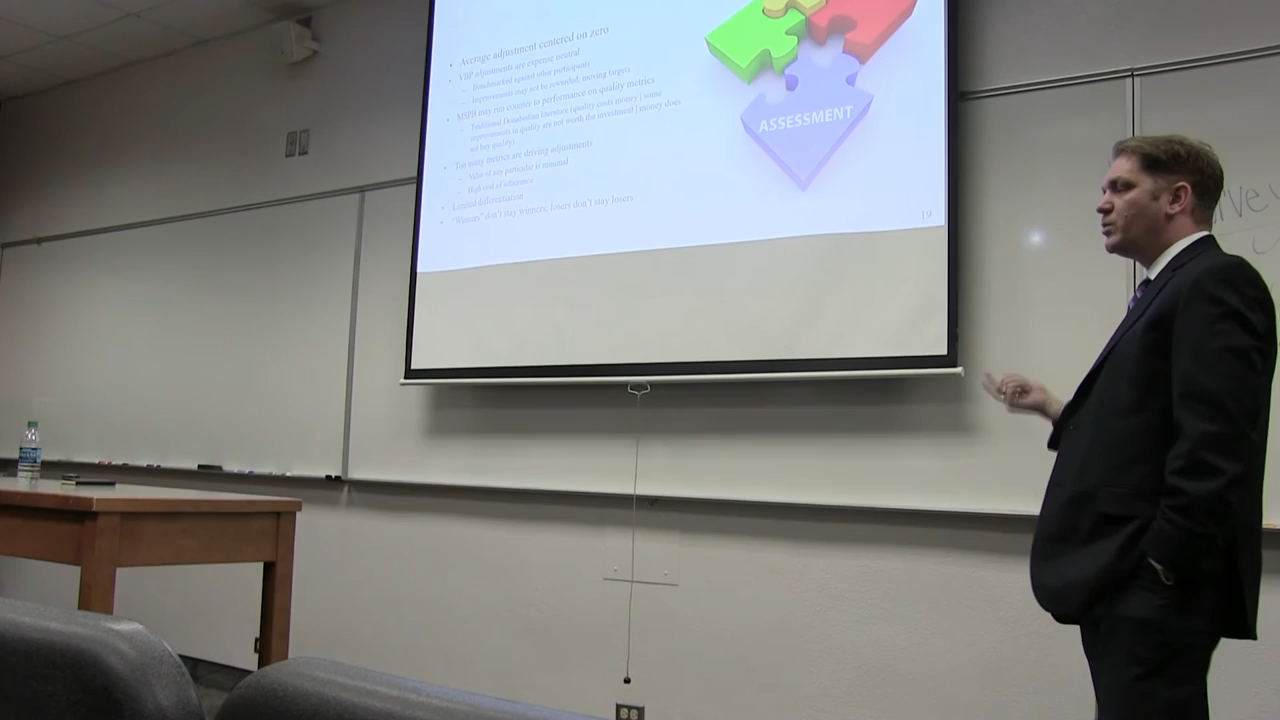 • Average adjustment centered on zero
• VBP adjustments are expense neutral
– Benchmarked against other participants
– Improvements may not be rewarded; moving targets
• MSPB may run counter to performance on quality metrics
– Traditional Donabedian literature (quality costs money | some
improvements in quality are not worth the investment | money does
not buy quality)
• Too many metrics are driving adjustments
– Value of any particular is minimal
– High cost of adherence
• Limited differentiation
• "Winners" don't stay winners; losers don't stay losers
ASSESSMENT
19